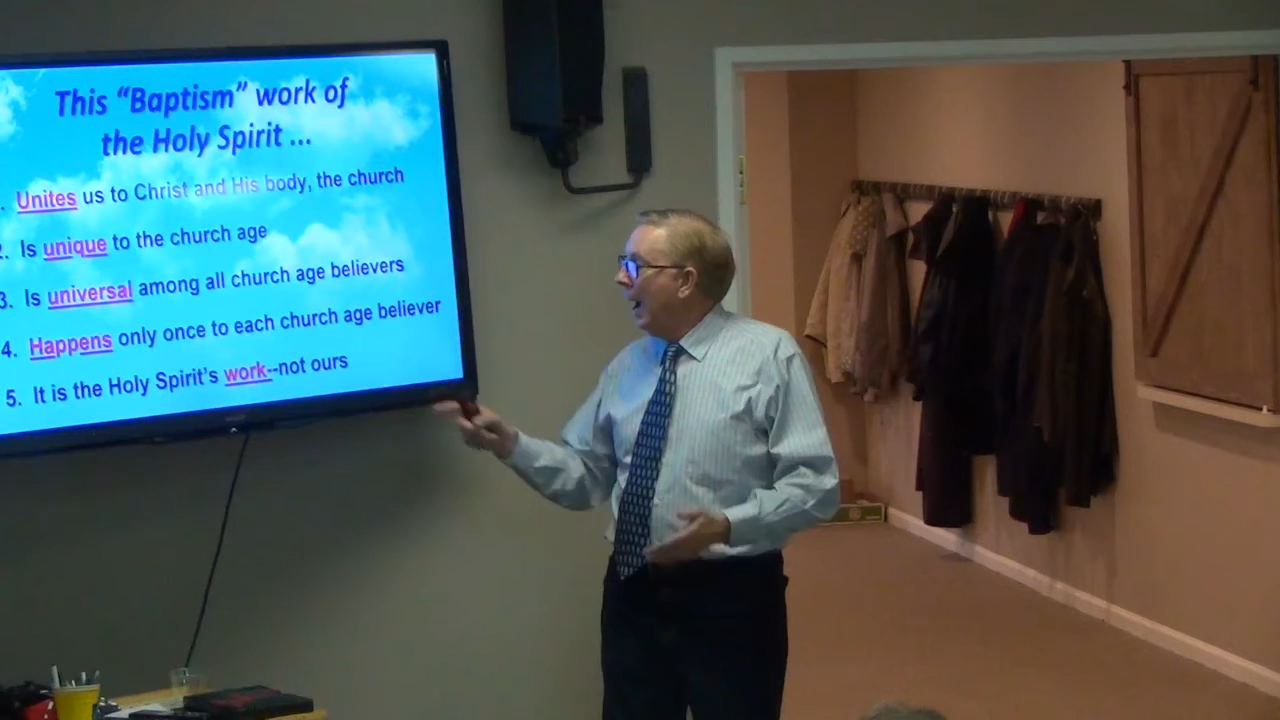 This “Baptism” work of
the Holy Spirit ...
. Unites us to Christ and His body, the church
2. Is unique to the church age
3. Is universal among all church age believers
4. Happens only once to each church age believer
5. It is the Holy Spirit's work--not ours